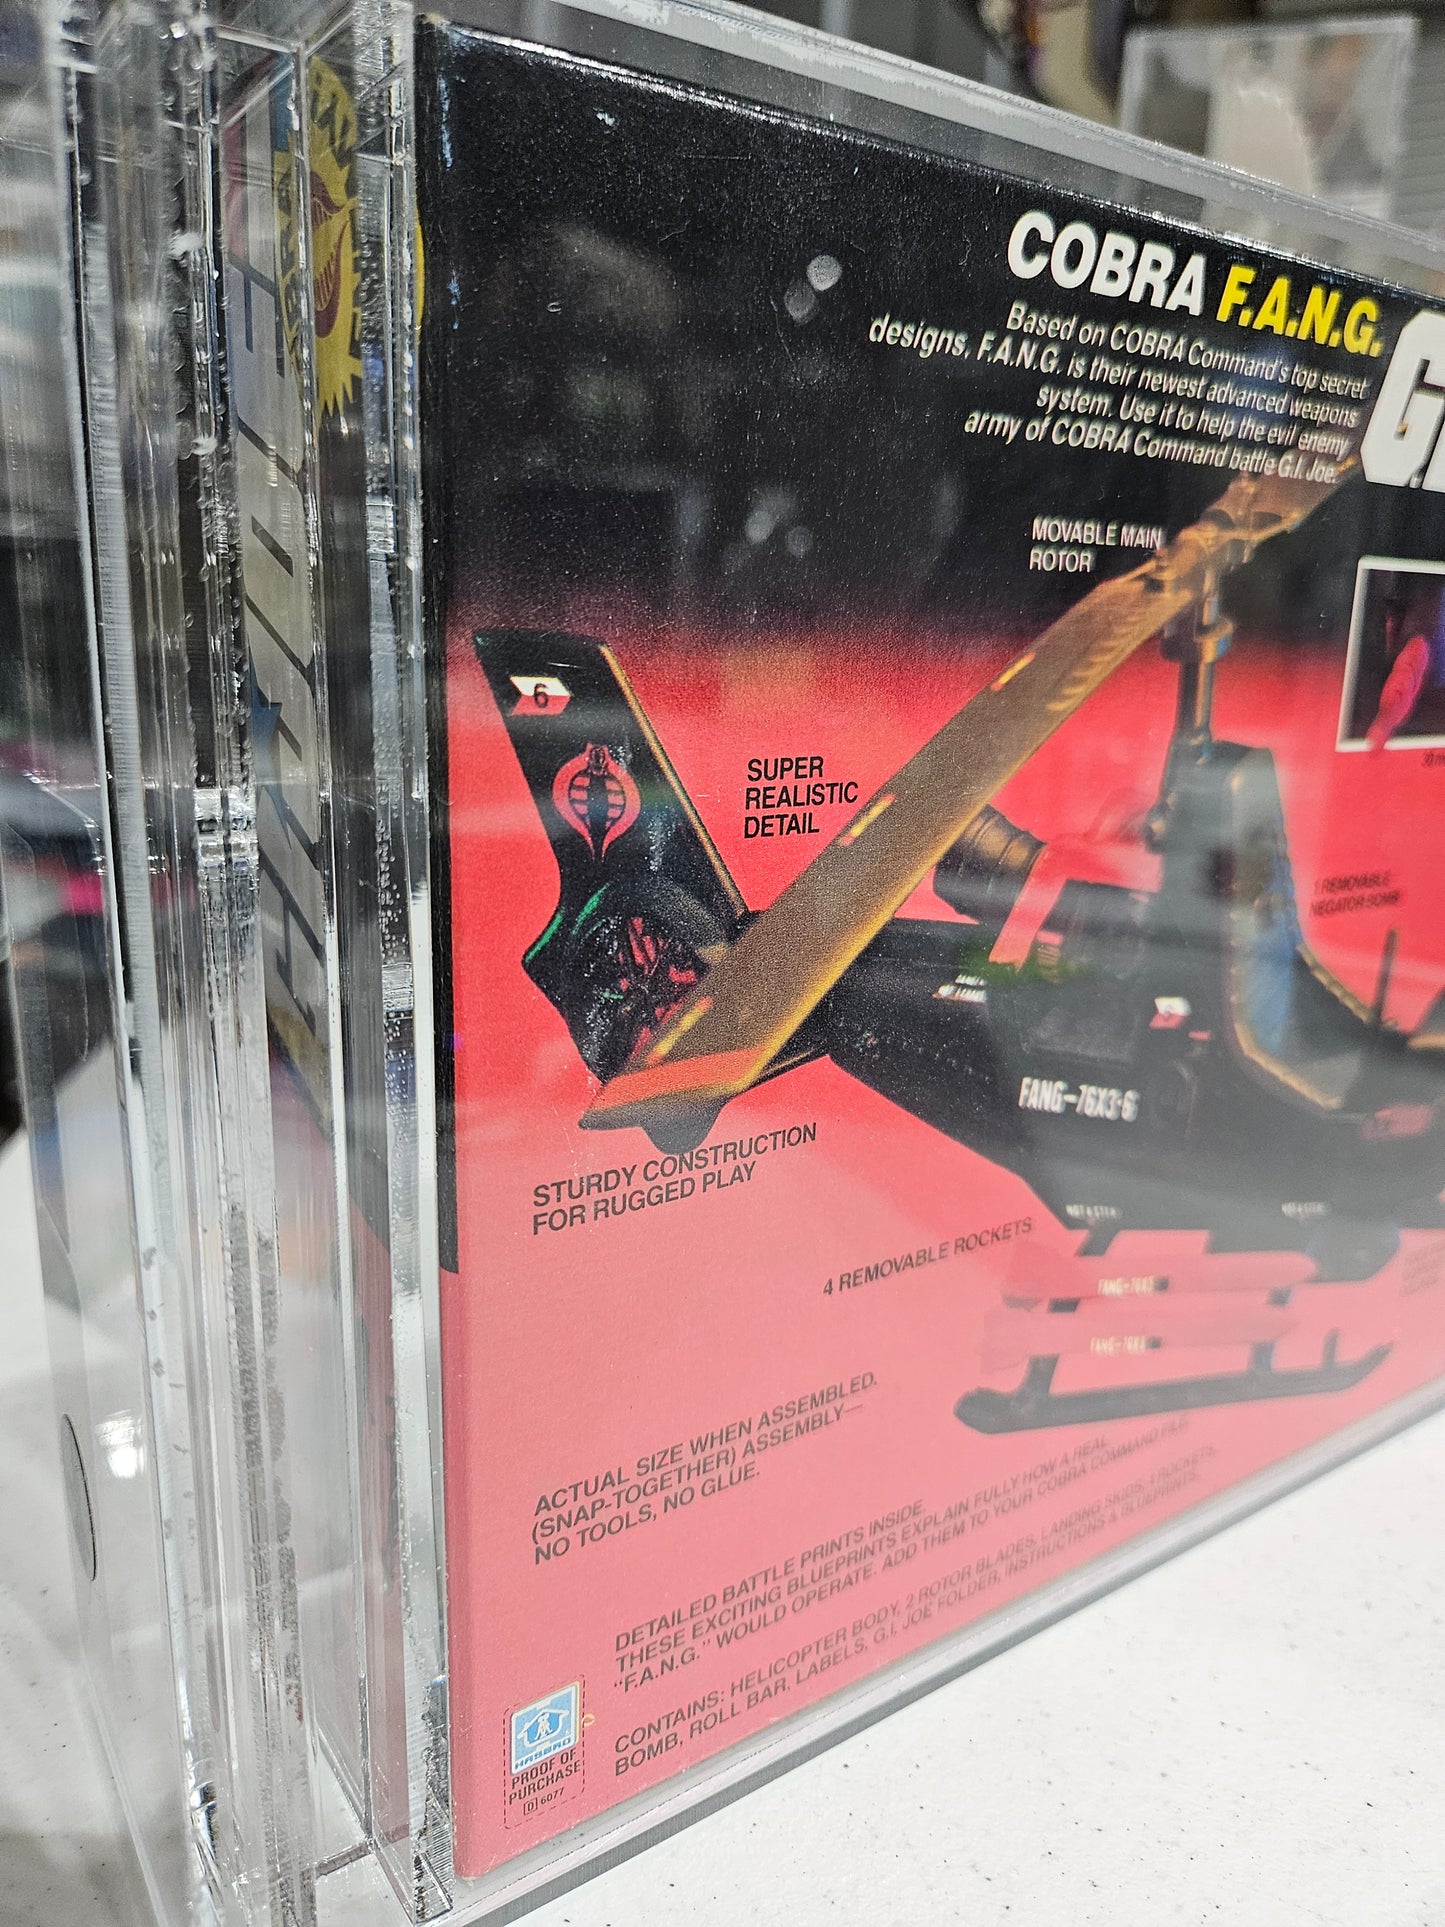 COBRA F.A.N.G.
Based on COBRA Command's top secret
designs, F.A.N.G. is their newest advanced weapons
system. Use it to help the evil enemy
army of COBRA Command battle G.I. Joe.
G.
MOVABLE MAIN
ROTOR
6
SUPER
REALISTIC
DETAIL
1 REMOVABLE
NEGATOR BOMB
FANG-76X3-6
STURDY CONSTRUCTION
FOR RUGGED PLAY
4 REMOVABLE ROCKETS
FANG-76X3
ACTUAL SIZE WHEN ASSEMBLED.
(SNAP-TOGETHER) ASSEMBLY—
NO TOOLS, NO GLUE.
DETAILED BATTLE PRINTS INSIDE.
THESE EXCITING BLUEPRINTS EXPLAIN FULLY HOW A REAL
"F.A.N.G." WOULD OPERATE. ADD THEM TO YOUR COBRA COMMAND FILE.
CONTAINS: HELICOPTER BODY, 2 ROTOR BLADES, LANDING SKIDS, ROCKETS,
BOMB, ROLL BAR, LABELS, G.I. JOE FOLDER, INSTRUCTIONS & BLUEPRINTS.
HASBRO
PROOF OF
PURCHASE
0 6077